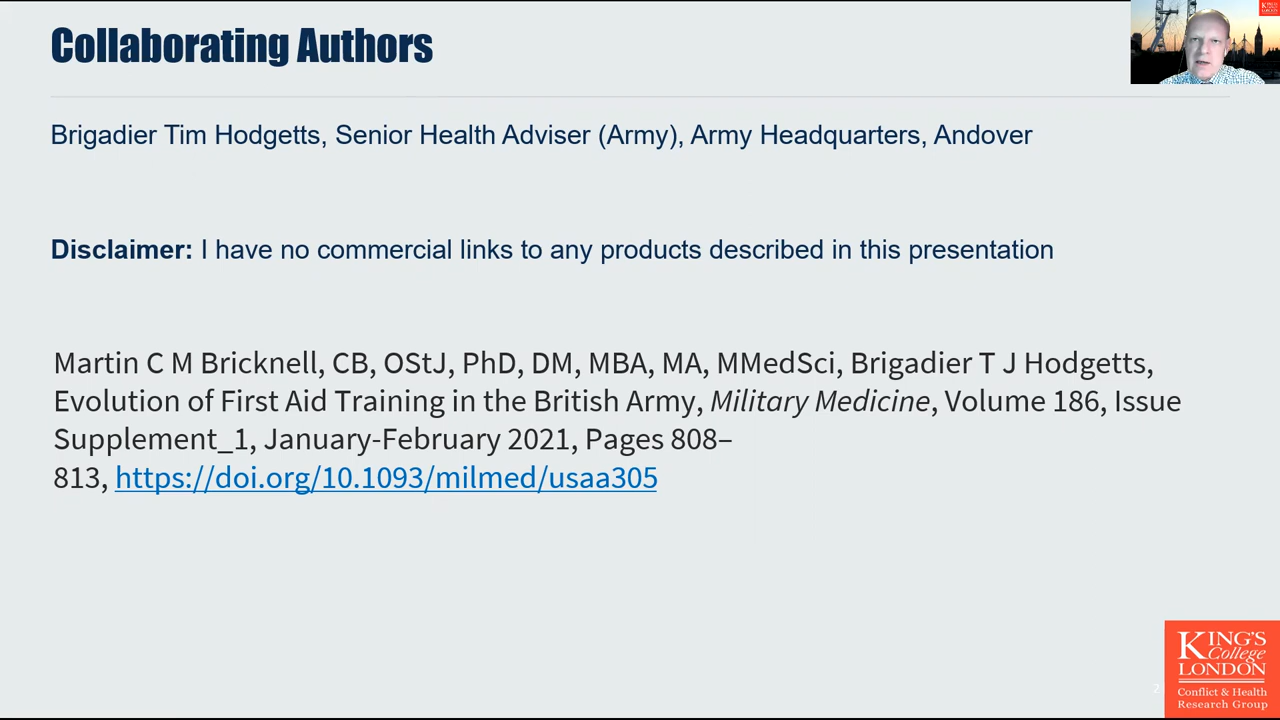 Collaborating Authors
Brigadier Tim Hodgetts, Senior Health Adviser (Army), Army Headquarters, Andover
Disclaimer: I have no commercial links to any products described in this presentation
Martin C M Bricknell, CB, OStJ, PhD, DM, MBA, MA, MMedSci, Brigadier T J Hodgetts,
Evolution of First Aid Training in the British Army, Military Medicine, Volume 186, Issue
Supplement_1, January-February 2021, Pages 808–
813, https://doi.org/10.1093/milmed/usaa305
2
KING'S
College
LONDON
Conflict & Health
Research Group